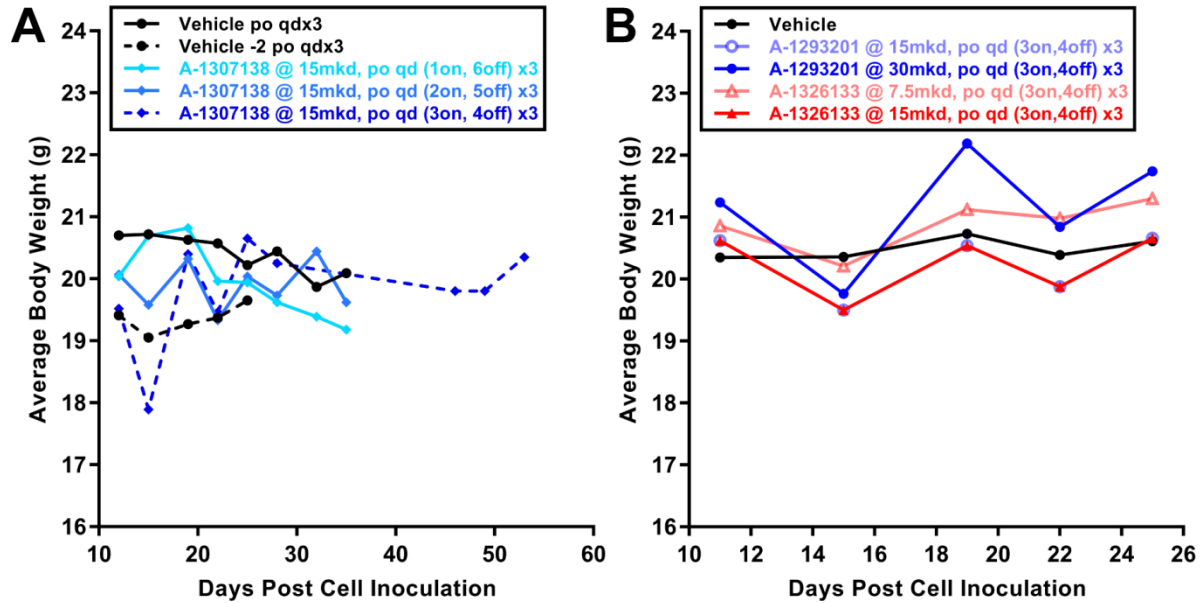 A
Vehicle po qdx3
Vehicle -2 po qdx3
A-1307138 @ 15mkd, po qd (1on, 6off) x3
A-1307138 @ 15mkd, po qd (2on, 5off) x3
A-1307138 @ 15mkd, po qd (3on, 4off) x3
Average Body Weight (g)
24
23
22
21
20
19
18
17
16
10
20
30
40
50
60
Days Post Cell Inoculation
B
Vehicle
A-1293201 @ 15mkd, po qd (3on,4off) x3
A-1293201 @ 30mkd, po qd (3on,4off) x3
A-1326133 @ 7.5mkd, po qd (3on,4off) x3
A-1326133 @ 15mkd, po qd (3on,4off) x3
Average Body Weight (g)
24
23
22
21
20
19
18
17
16
10
12
14
16
18
20
22
24
26
Days Post Cell Inoculation